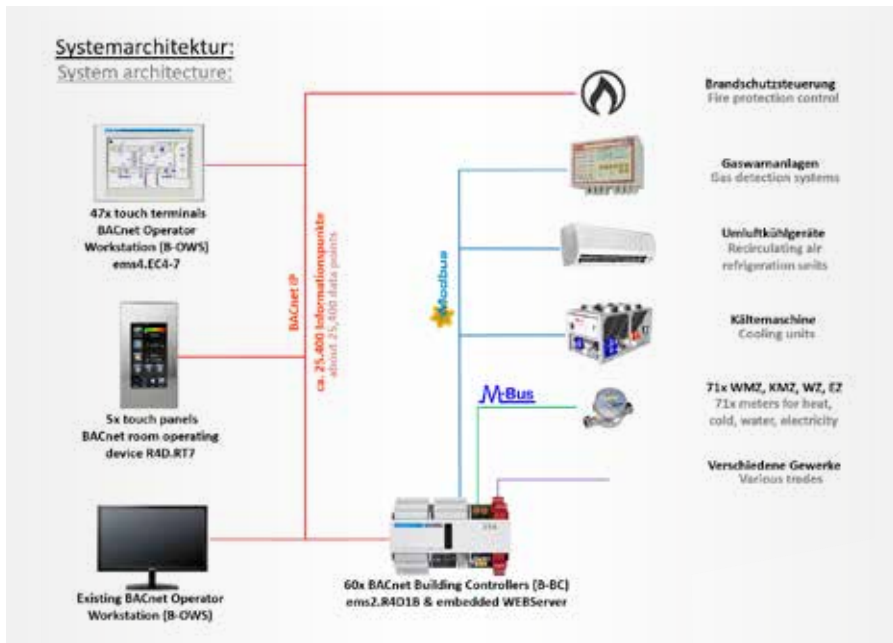 Systemarchitektur:
System architecture:
47x touch terminals
BACnet Operator
Workstation (B-OWS)
ems4.EC4-7
5x touch panels
BACnet room operating
device R4D.RT7
Existing BACnet Operator
Workstation (B-OWS)
BACnet IP
ca. 25.400 Informationspunkte
about 25,400 data points
Modbus
M-Bus
60x BACnet Building Controllers (B-BC)
ems2.R4D1B & embedded WEBServer
Brandschutzsteuerung
Fire protection control
Gaswarnanlagen
Gas detection systems
Umluftkühlgeräte
Recirculating air
refrigeration units
Kältemaschine
Cooling units
71x WMZ, KMZ, WZ, EZ
71x meters for heat,
cold, water, electricity
Verschiedene Gewerke
Various trades